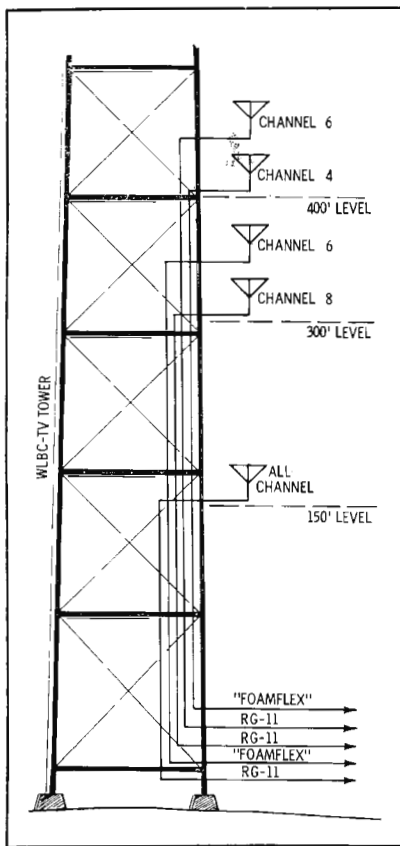 CHANNEL 6
CHANNEL 4
400' LEVEL
CHANNEL 6
CHANNEL 8
300' LEVEL
WLBC-TV TOWER
ALL
CHANNEL
150' LEVEL
"FOAMFLEX"
RG-11
RG-11
"FOAMFLEX"
RG-11